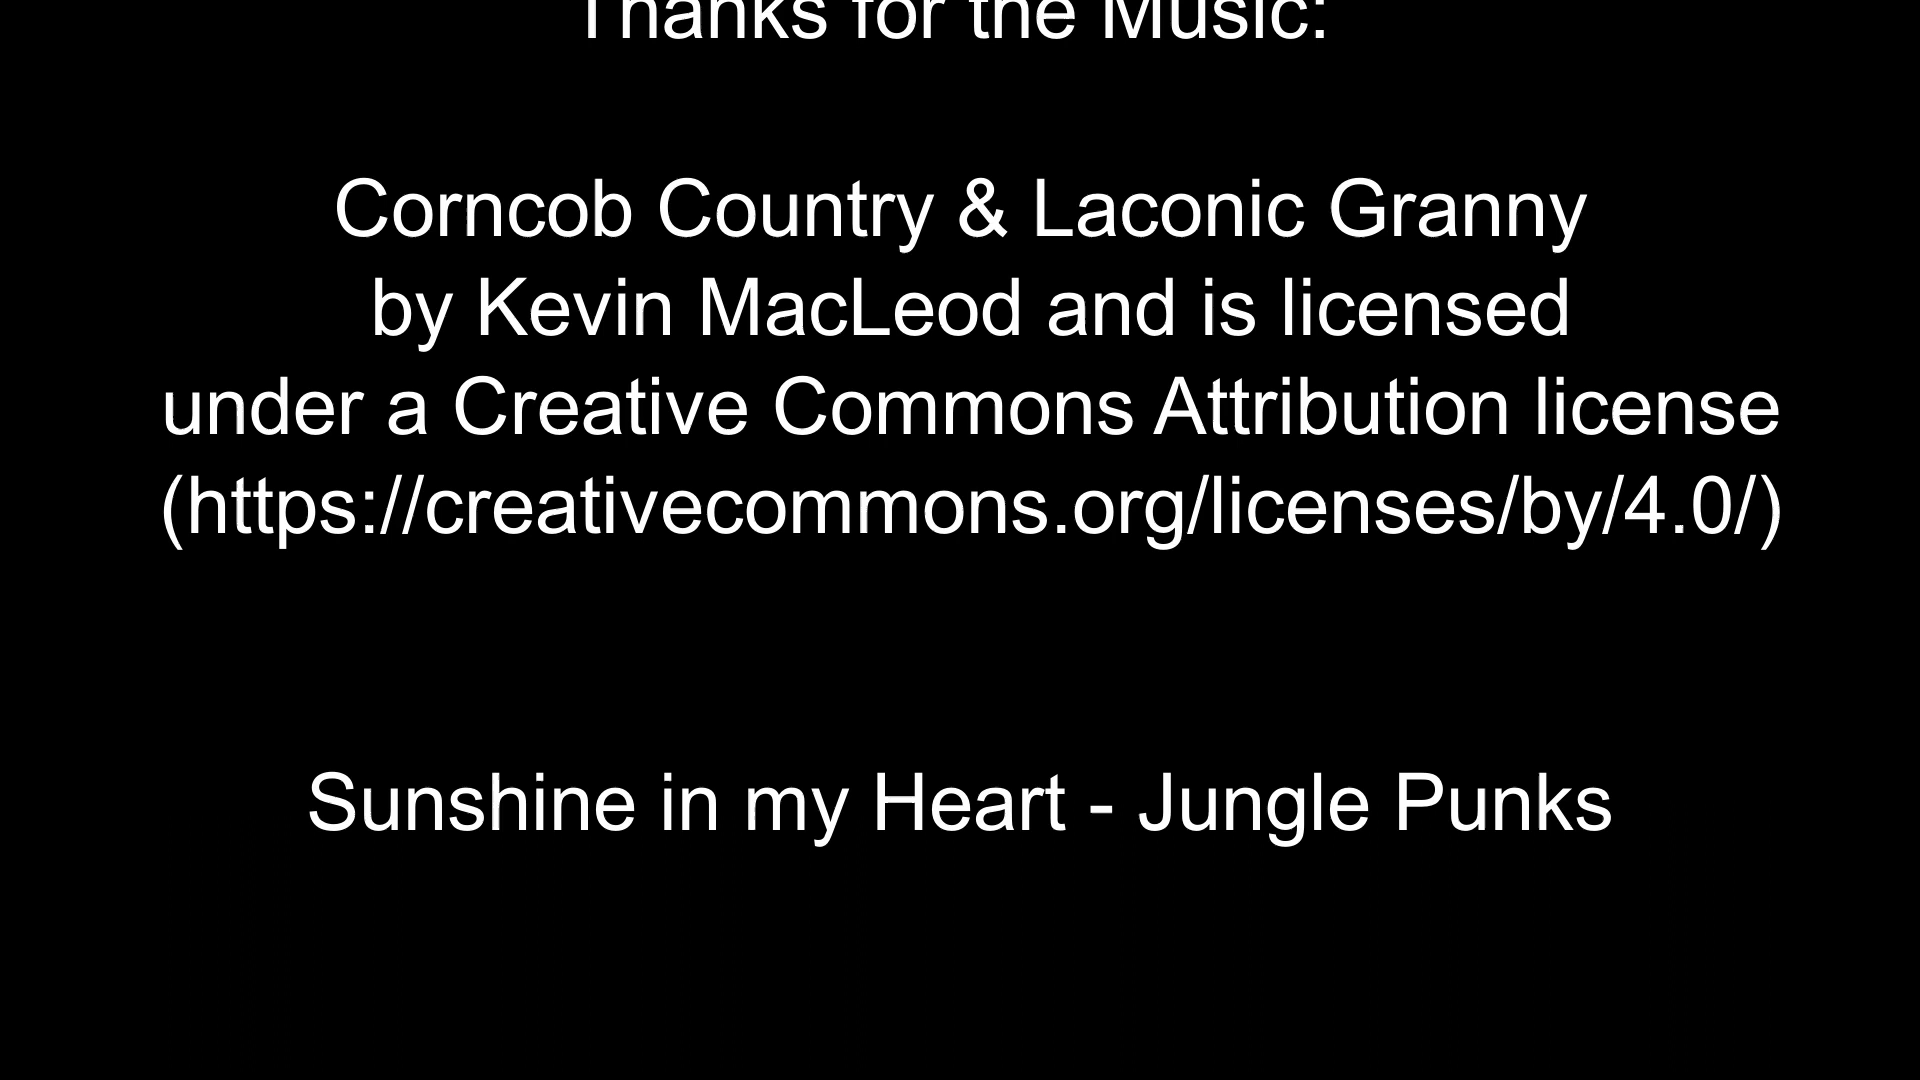 Thanks for the Music:
Corncob Country & Laconic Granny
by Kevin MacLeod and is licensed
under a Creative Commons Attribution license
(https://creativecommons.org/licenses/by/4.0/)
Sunshine in my Heart - Jungle Punks